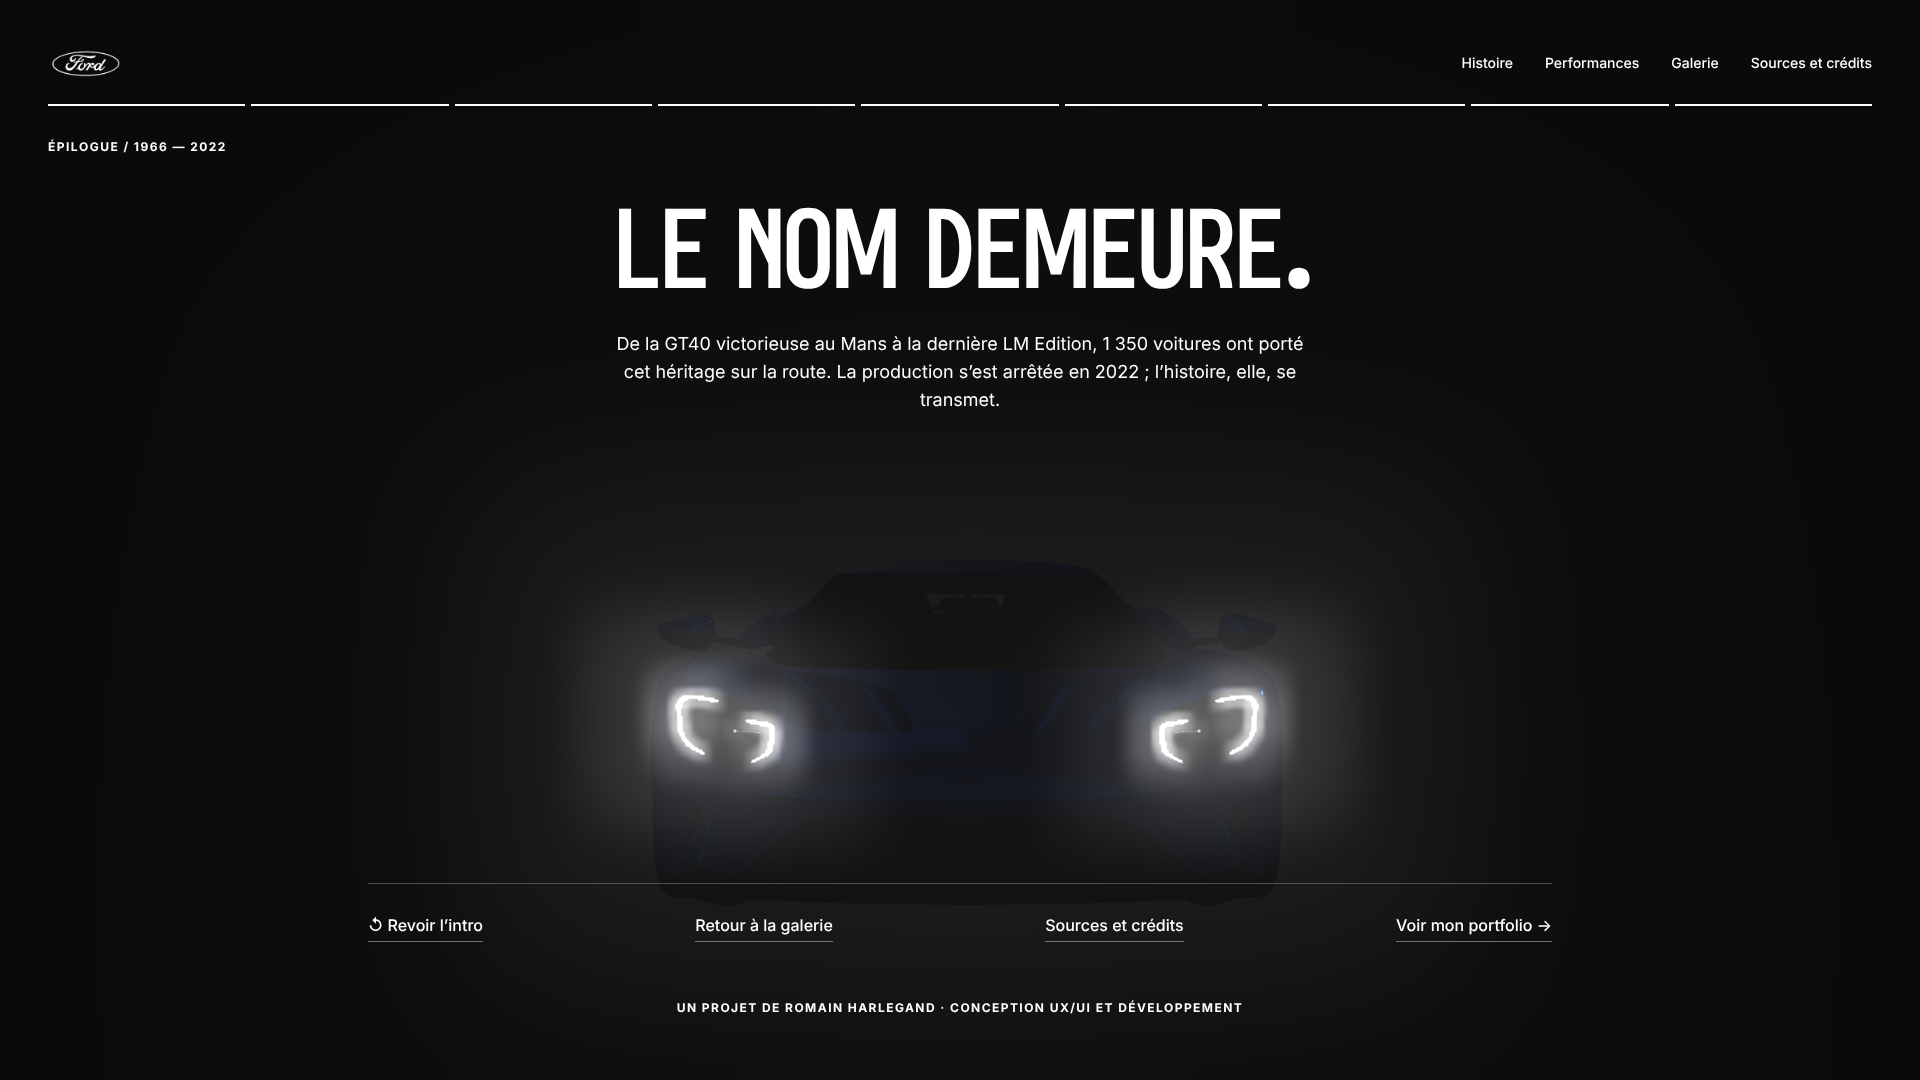 Ford
Histoire
Performances
Galerie
Sources et crédits
ÉPILOGUE / 1966 — 2022
LE NOM DEMEURE.
De la GT40 victorieuse au Mans à la dernière LM Edition, 1 350 voitures ont porté
cet héritage sur la route. La production s’est arrêtée en 2022 ; l’histoire, elle, se
transmet.
↺ Revoir l’intro
Retour à la galerie
Sources et crédits
Voir mon portfolio →
UN PROJET DE ROMAIN HARLEGAND · CONCEPTION UX/UI ET DÉVELOPPEMENT